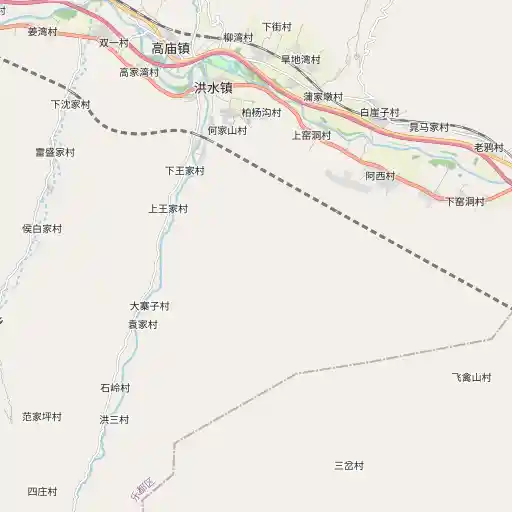 村
姜湾村
双一村
高庙镇
柳湾村
下街村
旱地湾村
高家湾村
洪水镇
蒲家墩村
下沈家村
柏杨沟村
白崖子村
晁马家村
何家山村
上窑洞村
老鸦村
雷盛家村
下王家村
阿西村
上王家村
下窑洞村
侯白家村
大寨子村
袁家村
飞禽山村
石岭村
范家坪村
洪三村
三岔村
四庄村
乐都区